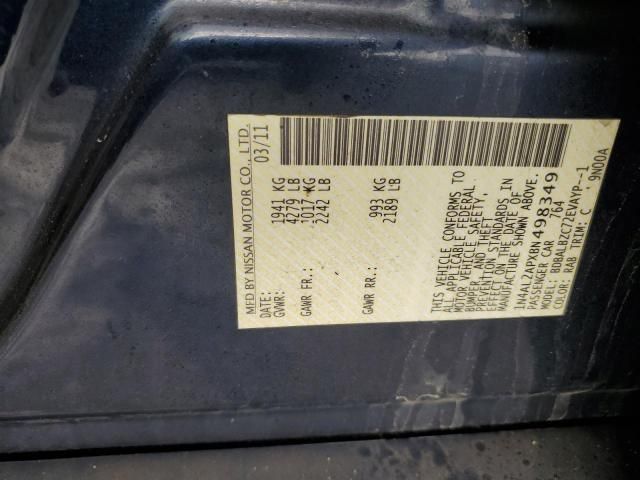 MFD BY NISSAN MOTOR CO., LTD.
DATE: 03/11
GVWR: 1941 KG
4279 LB
GAWR FR.: 1017 KG
2242 LB
GAWR RR.: 993 KG
2189 LB
THIS VEHICLE CONFORMS TO
ALL APPLICABLE FEDERAL
MOTOR VEHICLE SAFETY,
BUMPER, AND THEFT
PREVENTION STANDARDS IN
EFFECT ON THE DATE OF
MANUFACTURE SHOWN ABOVE.
1N4AL2APXBN498349
PASSENGER CAR /764
MODEL: BDBALBZC72EVAYP--1
COLOR: RAB TRIM: C ' 9N00A